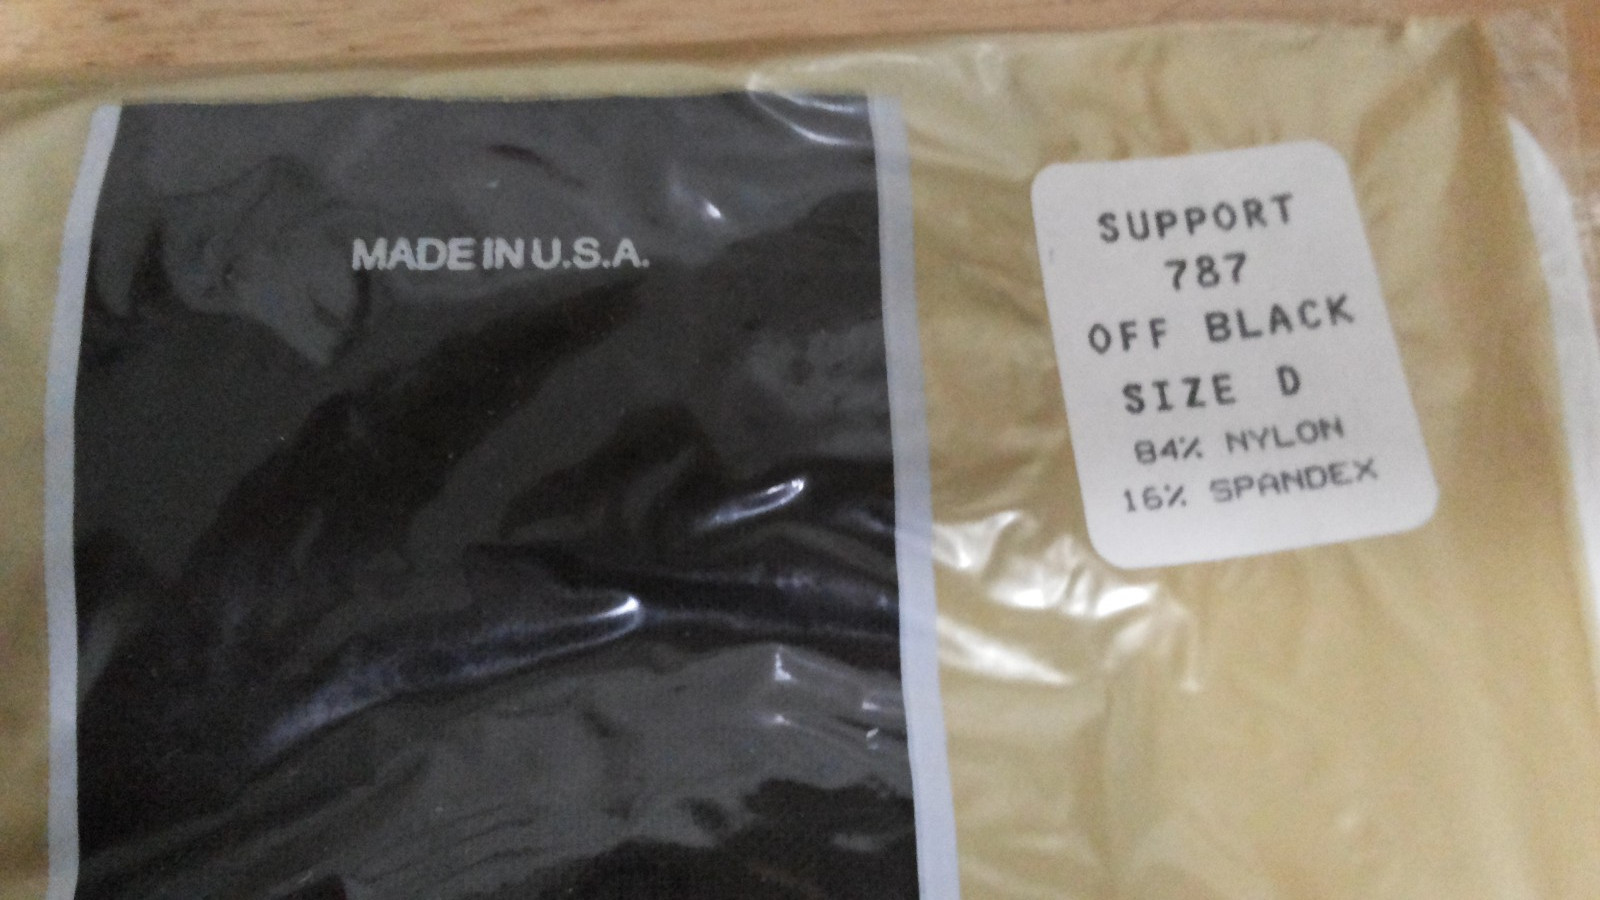 MADE IN U.S.A.
SUPPORT
787
OFF BLACK
SIZE D
84% NYLON
16% SPANDEX